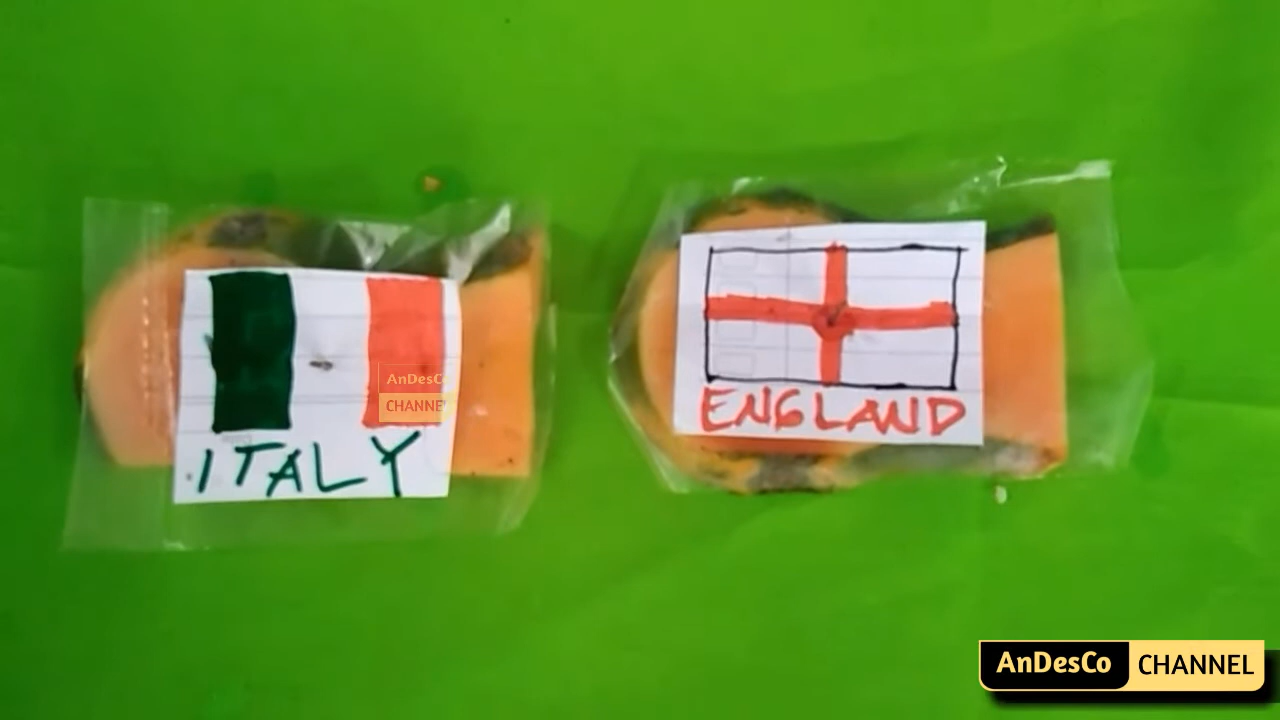 ITALY
ENGLAND
AnDesCo
CHANNEL
AnDesCo CHANNEL